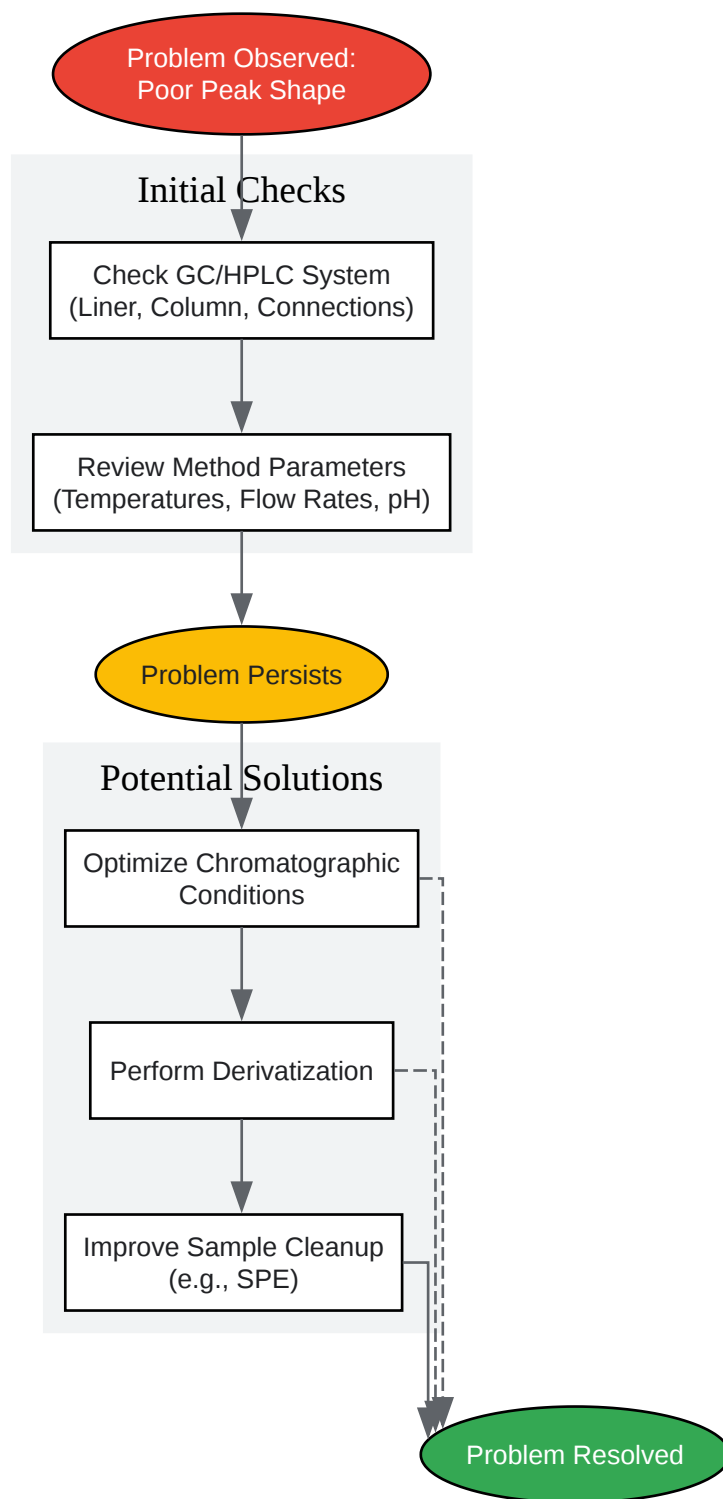 Problem Observed:
Poor Peak Shape
Initial Checks
Check GC/HPLC System
(Liner, Column, Connections)
Review Method Parameters
(Temperatures, Flow Rates, pH)
Problem Persists
Potential Solutions
Optimize Chromatographic
Conditions
Perform Derivatization
Improve Sample Cleanup
(e.g., SPE)
Problem Resolved